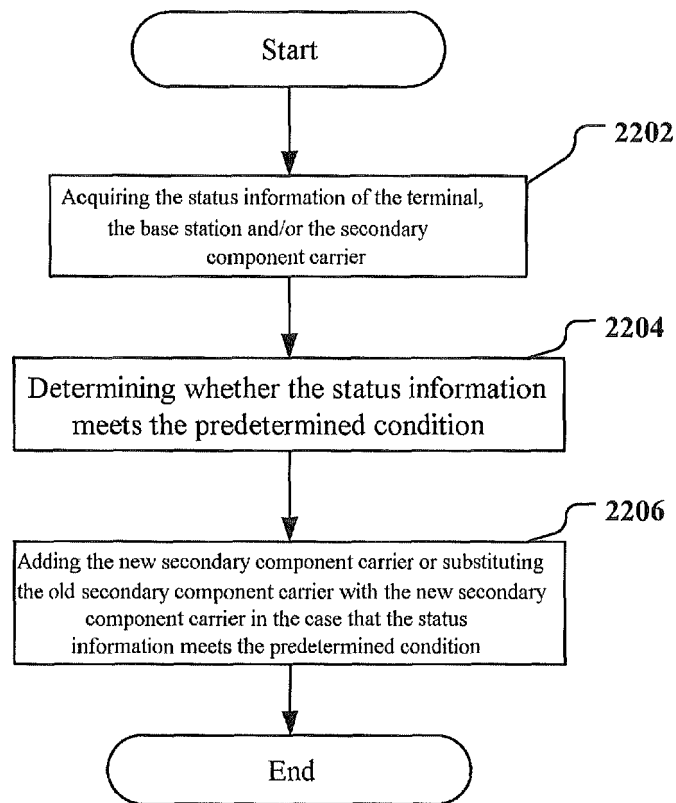 Start
2202
Acquiring the status information of the terminal,
the base station and/or the secondary
component carrier
2204
Determining whether the status information
meets the predetermined condition
2206
Adding the new secondary component carrier or substituting
the old secondary component carrier with the new secondary
component carrier in the case that the status
information meets the predetermined condition
End